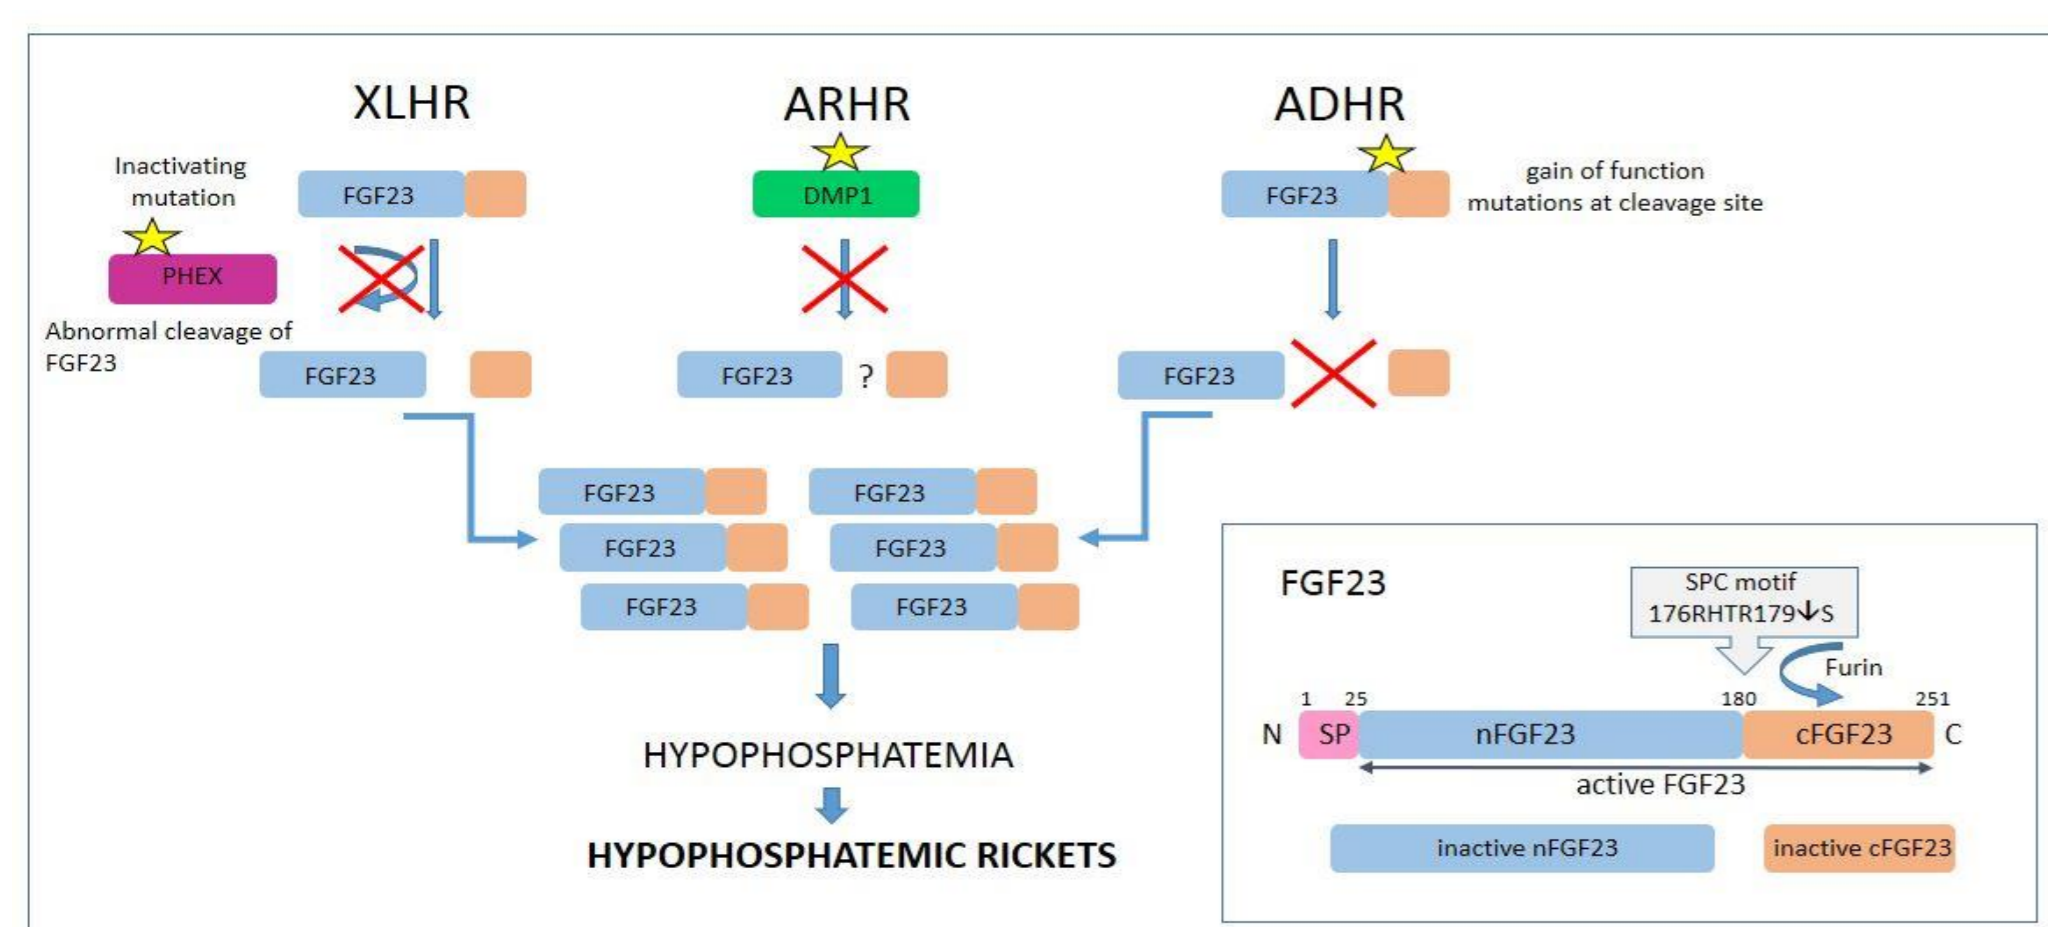 XLHR
ARHR
ADHR
Inactivating
mutation
PHEX
Abnormal cleavage of
FGF23
FGF23
FGF23
DMP1
FGF23
?
FGF23
gain of function
mutations at cleavage site
FGF23
FGF23
FGF23
FGF23
FGF23
FGF23
FGF23
HYPOPHOSPHATEMIA
HYPOPHOSPHATEMIC RICKETS
FGF23
SPC motif
176RHTR179↓S
Furin
1 25 180 251
N SP nFGF23 cFGF23 C
active FGF23
inactive nFGF23
inactive cFGF23